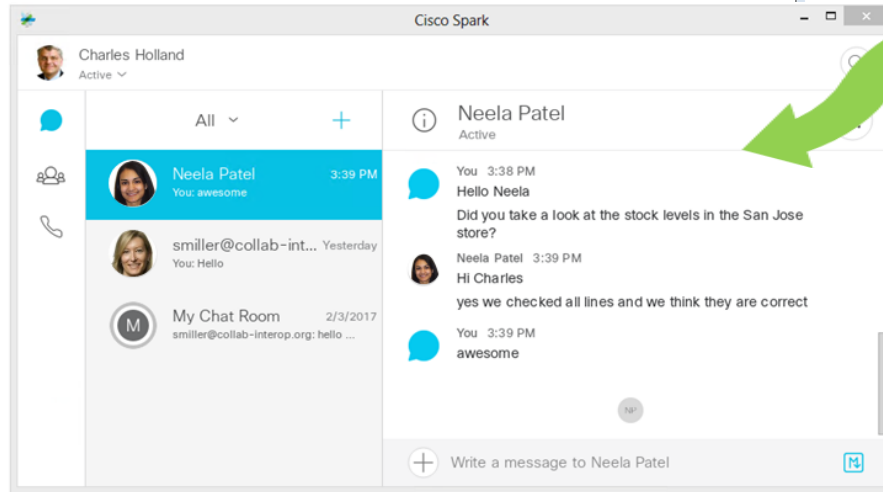 Cisco Spark
Charles Holland
Active
All
Neela Patel 3:39 PM
You: awesome
smiller@collab-int... Yesterday
You: Hello
My Chat Room 2/3/2017
smiller@collab-interop.org: hello ...
M
Neela Patel
Active
You 3:38 PM
Hello Neela
Did you take a look at the stock levels in the San Jose
store?
Neela Patel 3:39 PM
Hi Charles
yes we checked all lines and we think they are correct
You 3:39 PM
awesome
NP
Write a message to Neela Patel
M